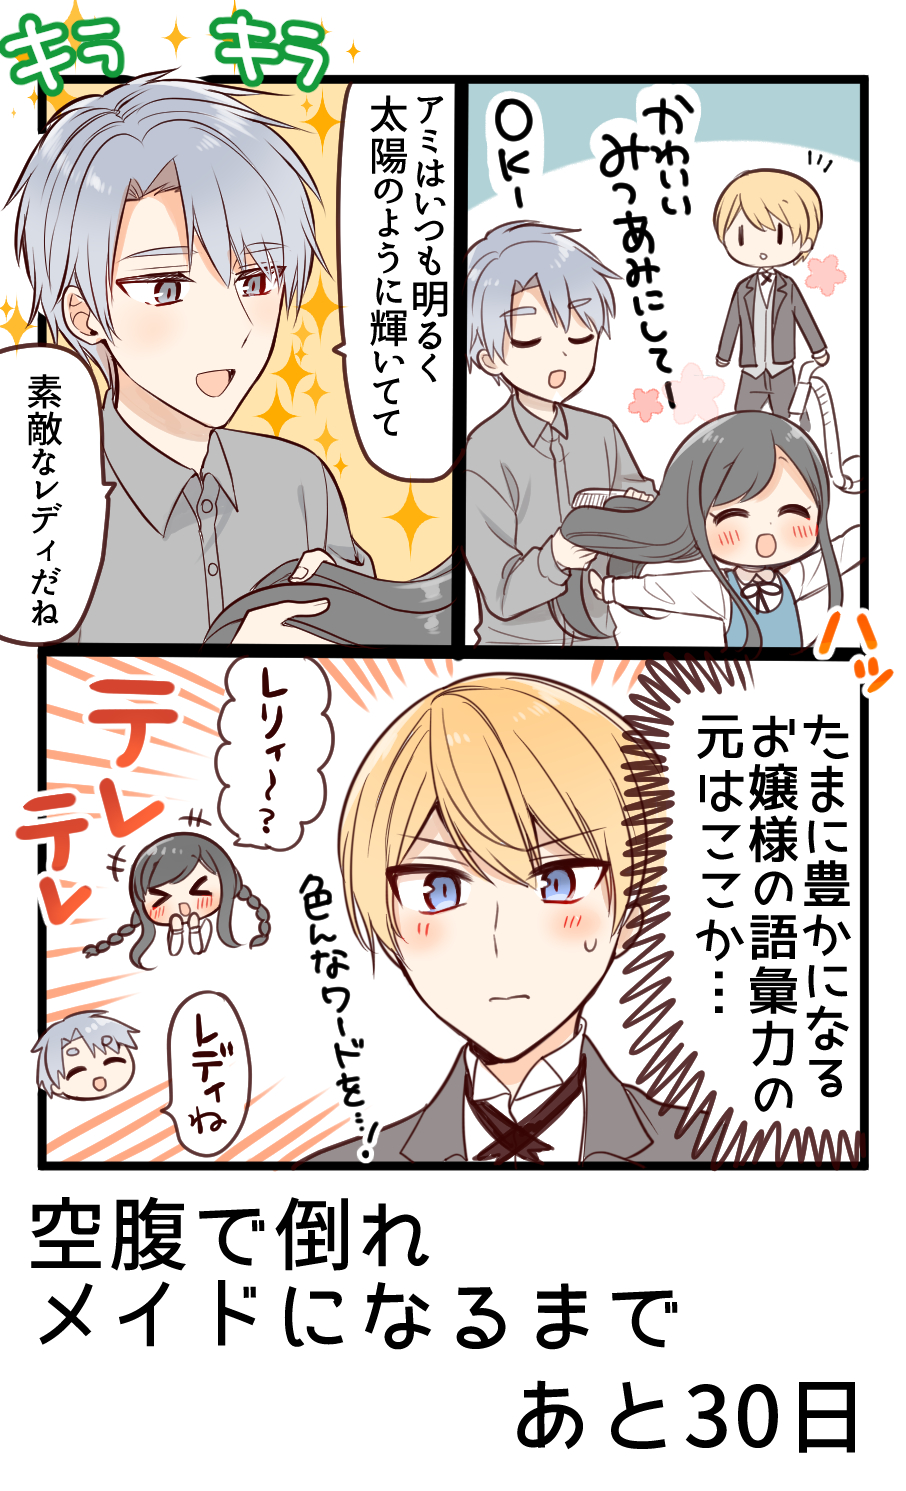 かわいい
みつあみにしてー
OKー
キラ
キラ
アミはいつも明るく
太陽のように輝いてて
素敵なレディだね
ハッ
たまに豊かになる
お嬢様の語彙力の
元はここか…
レリィ〜？
テレ
テレ
色んなワードを…！
レディね
空腹で倒れ
メイドになるまで
あと30日